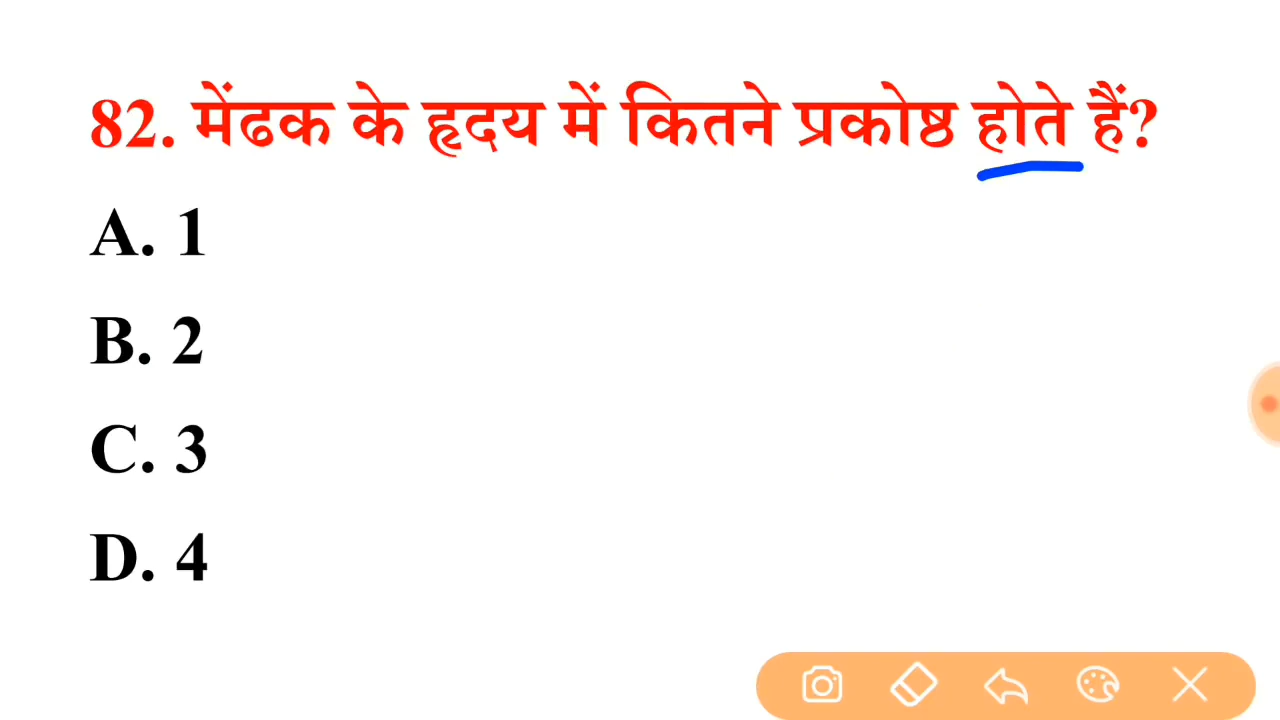 82. मेंढक के हृदय में कितने प्रकोष्ठ होते हैं?
A. 1
B. 2
C. 3
D. 4